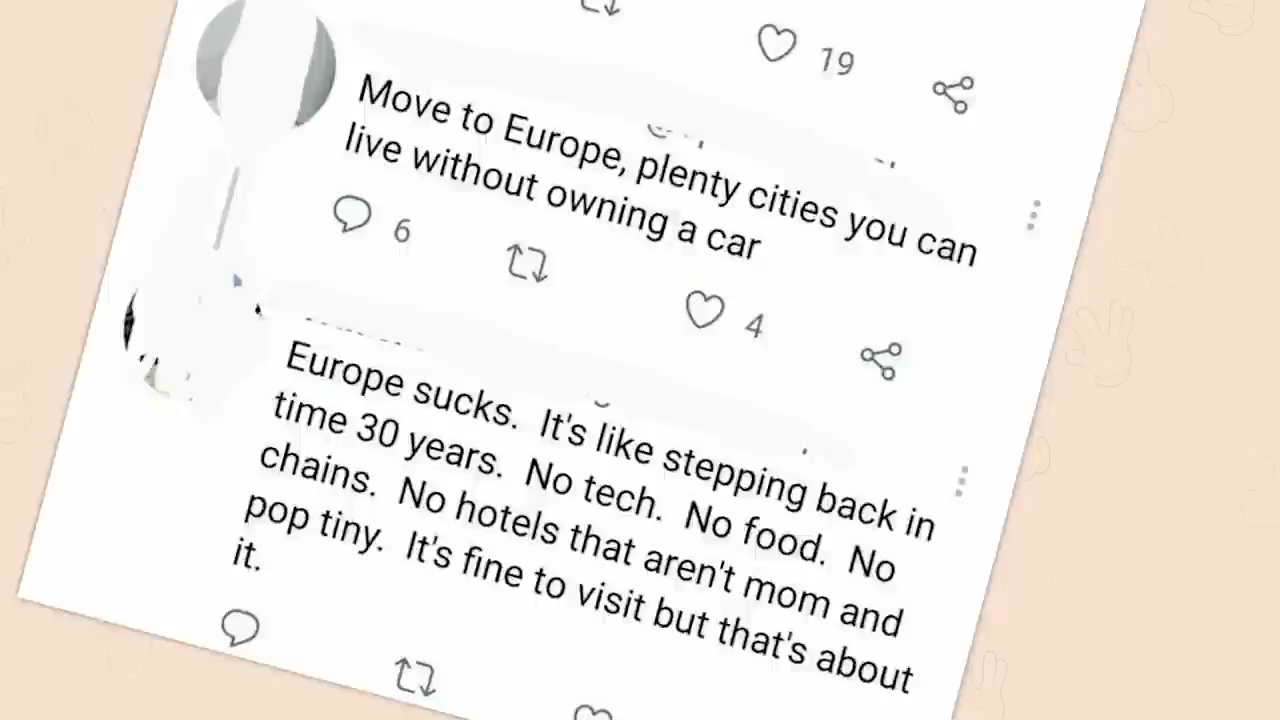 19
Move to Europe, plenty cities you can
live without owning a car
6
4
Europe sucks.  It's like stepping back in
time 30 years.  No tech.  No food.  No
chains.  No hotels that aren't mom and
pop tiny.  It's fine to visit but that's about
it.